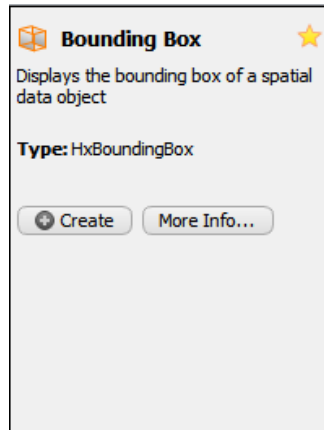 Bounding Box
Displays the bounding box of a spatial
data object
Type: HxBoundingBox
Create More Info...